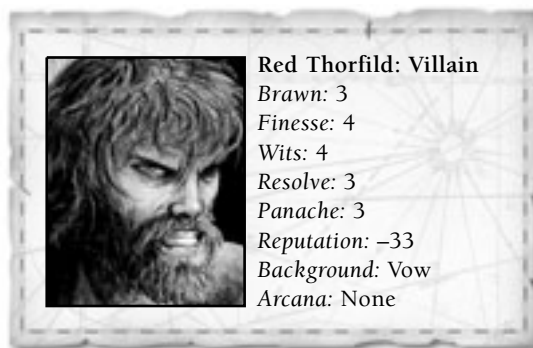 Red Thorfild: Villain
Brawn: 3
Finesse: 4
Wits: 4
Resolve: 3
Panache: 3
Reputation: –33
Background: Vow
Arcana: None